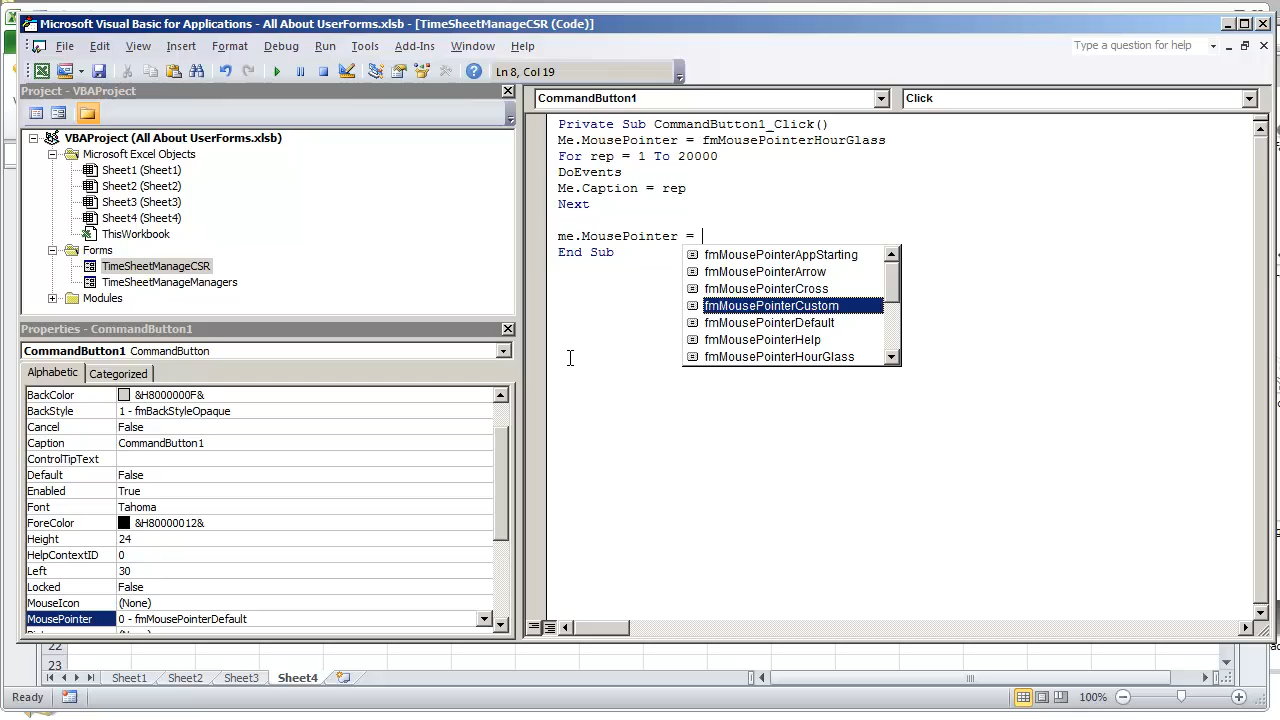 Microsoft Visual Basic for Applications - All About UserForms.xlsb - [TimeSheetManageCSR (Code)]
File Edit View Insert Format Debug Run Tools Add-Ins Window Help
Type a question for help
Ln 8, Col 19
Project - VBAProject
VBAProject (All About UserForms.xlsb)
Microsoft Excel Objects
Sheet1 (Sheet1)
Sheet2 (Sheet2)
Sheet3 (Sheet3)
Sheet4 (Sheet4)
ThisWorkbook
Forms
TimeSheetManageCSR
TimeSheetManageManagers
Modules
Properties - CommandButton1
CommandButton1 CommandButton
Alphabetic Categorized
BackColor &H8000000F&
BackStyle 1 - fmBackStyleOpaque
Cancel False
Caption CommandButton1
ControlTipText
Default False
Enabled True
Font Tahoma
ForeColor &H80000012&
Height 24
HelpContextID 0
Left 30
Locked False
MouseIcon (None)
MousePointer 0 - fmMousePointerDefault
CommandButton1 Click
Private Sub CommandButton1_Click()
Me.MousePointer = fmMousePointerHourGlass
For rep = 1 To 20000
DoEvents
Me.Caption = rep
Next
me.MousePointer =
End Sub
fmMousePointerAppStarting
fmMousePointerArrow
fmMousePointerCross
fmMousePointerCustom
fmMousePointerDefault
fmMousePointerHelp
fmMousePointerHourGlass
22
23
Sheet1 Sheet2 Sheet3 Sheet4
Ready 100%